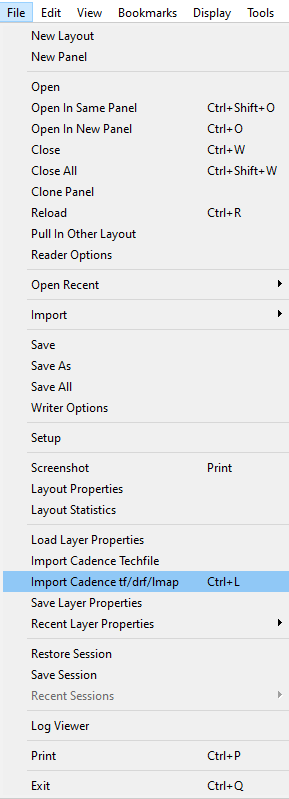 File Edit View Bookmarks Display Tools
New Layout
New Panel
Open
Open In Same Panel Ctrl+Shift+O
Open In New Panel Ctrl+O
Close Ctrl+W
Close All Ctrl+Shift+W
Clone Panel
Reload Ctrl+R
Pull In Other Layout
Reader Options
Open Recent
Import
Save
Save As
Save All
Writer Options
Setup
Screenshot Print
Layout Properties
Layout Statistics
Load Layer Properties
Import Cadence Techfile
Import Cadence tf/drf/lmap Ctrl+L
Save Layer Properties
Recent Layer Properties
Restore Session
Save Session
Recent Sessions
Log Viewer
Print Ctrl+P
Exit Ctrl+Q